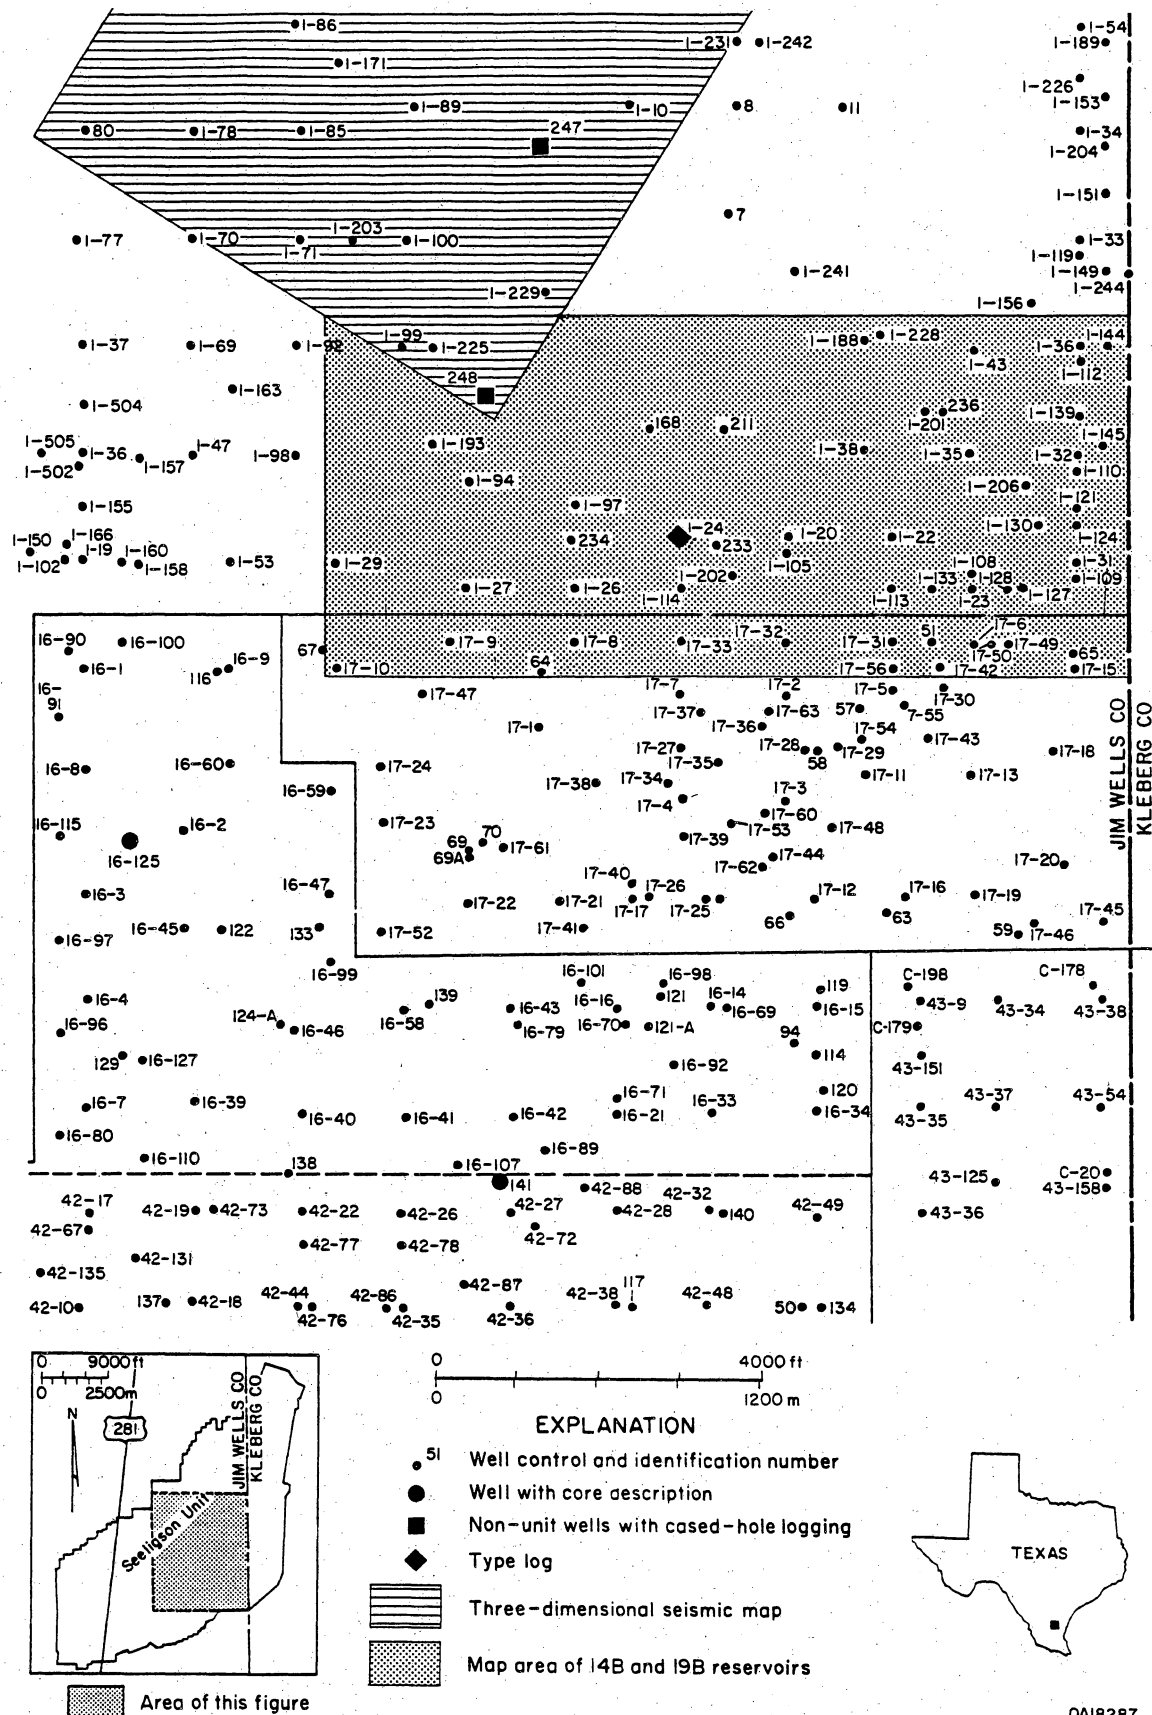 1-86
1-231 1-242
1-54
1-189
1-171
1-226
1-153
1-89 1-10 8 11
80 1-78 1-85 247
1-34
1-204
1-151
7
1-203
1-77 1-70 1-71 1-100
1-33
1-119
1-241 1-149
1-244
1-229
1-156
1-99
1-228 1-144
1-188
1-37 1-69 1-92 1-225 1-43 1-36
1-112
248
1-163
1-504
236
1-201 1-139
168 211
1-145
1-505 1-36 1-47 1-193
1-502 1-157 1-98 1-38 1-35 1-32
1-110
1-94 1-206
1-121
1-155 1-97
1-130
1-124
1-150 1-166 1-24 1-20 1-22
234 233
1-102 1-19 1-160 1-105
1-158 1-53 1-29 1-108 1-31
1-202 1-133 1-128 1-109
1-27 1-26 1-114 1-113 1-23 1-127
16-90 16-100 67 17-9 17-8 17-33 17-32 17-31 51 17-6 17-49
17-50 65
16-1 116 16-9 17-10 64 17-56 17-42 17-15
16-
91
17-47 17-7 17-2 17-5 17-30
17-37 17-63 57 7-55
17-1 17-36 17-54
17-43
17-27 17-28 58 17-29 17-18
16-8 16-60 17-24 17-35
17-38 17-34 17-11 17-13
16-59 17-4 17-3
17-60
16-115 16-2 17-23 17-53 17-48
16-125 69 70 17-61 17-39
69A 17-44
17-62 17-20
17-40
16-3 16-47 17-22 17-21 17-17 17-26 17-25 17-12 17-16 17-19
66 63
16-97 16-45 122 133 17-52 17-41 59 17-46 17-45
JIM WELLS CO
KLEBERG CO
16-99
16-101 16-98 C-198 C-178
16-4 139 16-43 16-16 121 16-14 119
16-58 16-69 16-15 43-9 43-34 43-38
16-96 124-A 16-46 16-79 16-70 121-A C-179
94
129 16-127 16-92 114 43-151
120
16-7 16-39 16-71 16-33 43-37 43-54
16-40 16-41 16-42 16-21 16-34 43-35
16-80
16-89
16-110 138 16-107
C-20
141 42-88 43-125 43-158
42-17 42-19 42-73 42-22 42-26 42-27 42-28 42-32 140 42-49 43-36
42-67 42-72
42-77 42-78
42-131
42-135
42-87
42-10 137 42-18 42-44 42-86 42-38 117 42-48 50 134
42-76 42-35 42-36
0 9000 ft
0 2500m
N
281
JIM WELLS CO
KLEBERG CO
Seeligson Unit
Area of this figure
0 4000 ft
0 1200 m
EXPLANATION
51 Well control and identification number
Well with core description
Non-unit wells with cased-hole logging
Type log
Three-dimensional seismic map
Map area of 14B and 19B reservoirs
TEXAS
QA18287